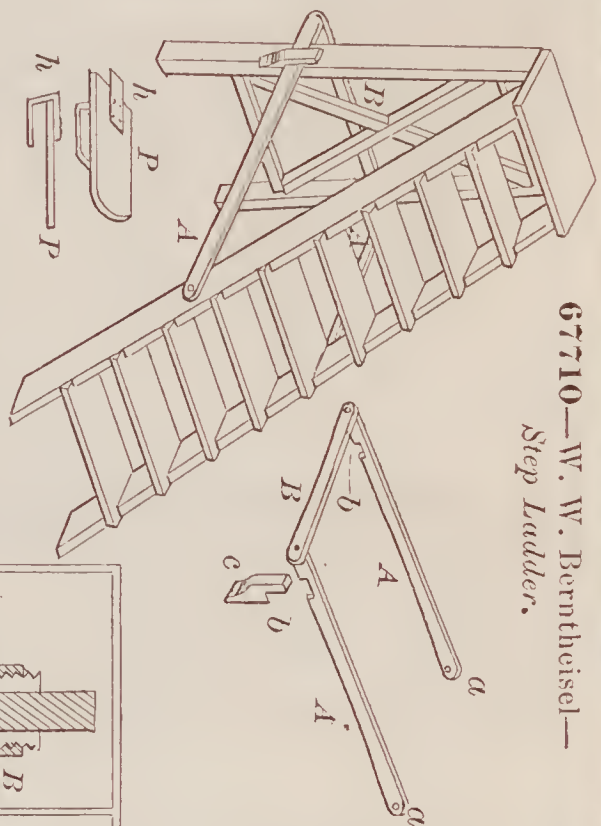 67710—W. W. Berntheisel—
Step Ladder.
B
A
h
P
h
P
b
B
A
a
c
b
A
a
B